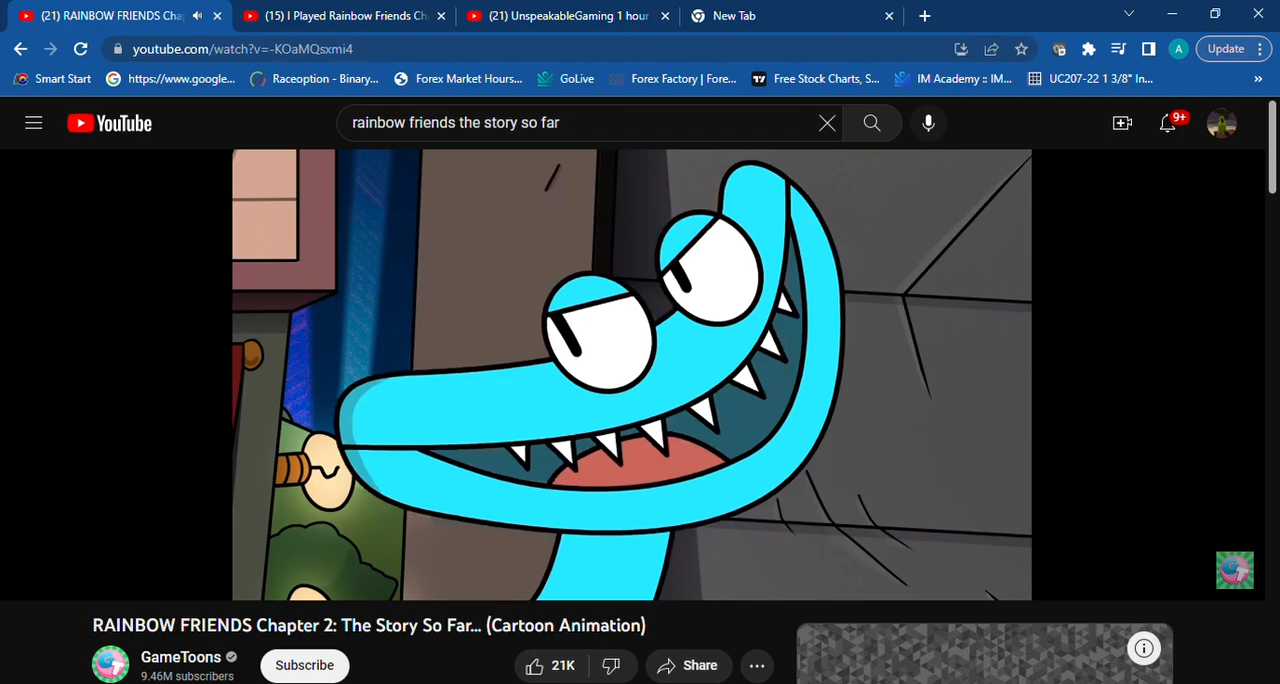 (21) RAINBOW FRIENDS Cha
(15) I Played Rainbow Friends Ch
(21) UnspeakableGaming 1 hour
New Tab
youtube.com/watch?v=-KOaMQsxmi4
A
Update
Smart Start
https://www.google...
Raceoption - Binary...
Forex Market Hours...
GoLive
Forex Factory | Fore...
Free Stock Charts, S...
IM Academy :: IM...
UC207-22 1 3/8" In...
YouTube
rainbow friends the story so far
9+
RAINBOW FRIENDS Chapter 2: The Story So Far... (Cartoon Animation)
GameToons
9.46M subscribers
Subscribe
21K
Share